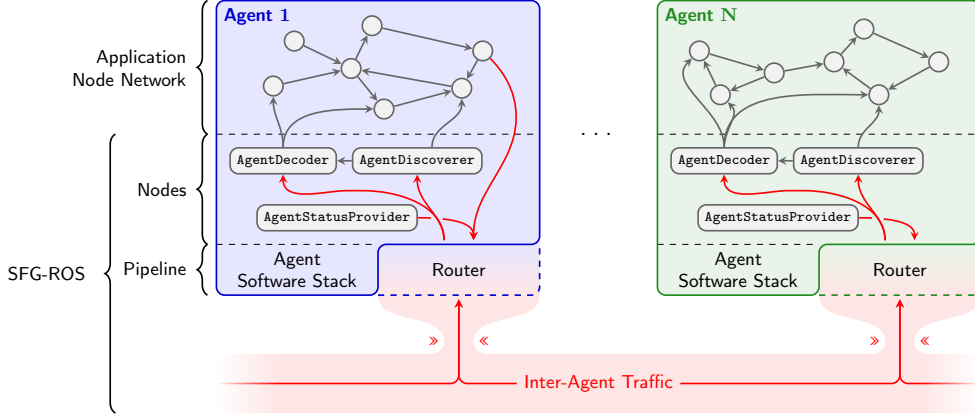 Agent 1
Agent N
Application
Node Network
. . .
AgentDecoder
AgentDiscoverer
AgentDecoder
AgentDiscoverer
Nodes
AgentStatusProvider
AgentStatusProvider
SFG-ROS
Pipeline
Agent
Software Stack
Router
Agent
Software Stack
Router
Inter-Agent Traffic